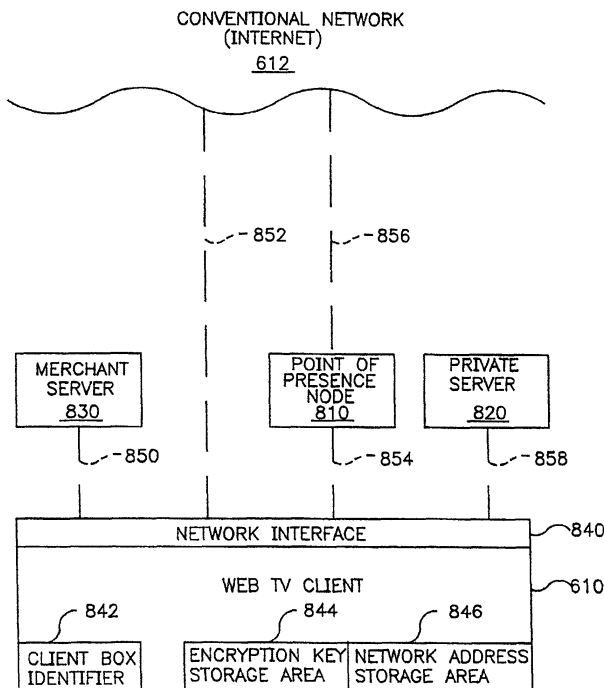 CONVENTIONAL NETWORK
(INTERNET)
612
852
856
MERCHANT
SERVER
830
POINT OF
PRESENCE
NODE
810
PRIVATE
SERVER
820
850
854
858
NETWORK INTERFACE
840
WEB TV CLIENT
610
842
844
846
CLIENT BOX
IDENTIFIER
ENCRYPTION KEY
STORAGE AREA
NETWORK ADDRESS
STORAGE AREA